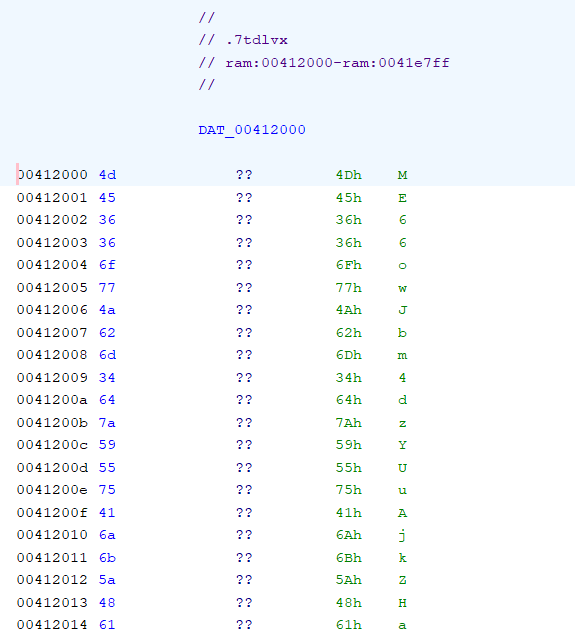 //
// .7tdlvx
// ram:00412000-ram:0041e7ff
//
DAT_00412000
00412000 4d ?? 4Dh M
00412001 45 ?? 45h E
00412002 36 ?? 36h 6
00412003 36 ?? 36h 6
00412004 6f ?? 6Fh o
00412005 77 ?? 77h w
00412006 4a ?? 4Ah J
00412007 62 ?? 62h b
00412008 6d ?? 6Dh m
00412009 34 ?? 34h 4
0041200a 64 ?? 64h d
0041200b 7a ?? 7Ah z
0041200c 59 ?? 59h Y
0041200d 55 ?? 55h U
0041200e 75 ?? 75h u
0041200f 41 ?? 41h A
00412010 6a ?? 6Ah j
00412011 6b ?? 6Bh k
00412012 5a ?? 5Ah Z
00412013 48 ?? 48h H
00412014 61 ?? 61h a